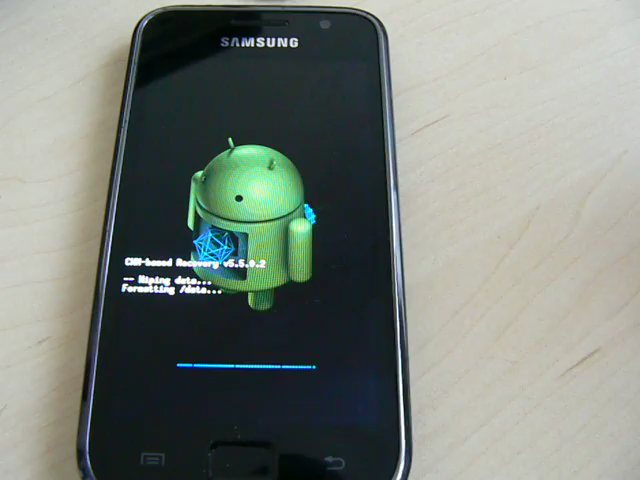 SAMSUNG
CWM-based Recovery v5.5.0.2
-- Wiping data...
Formatting /data...